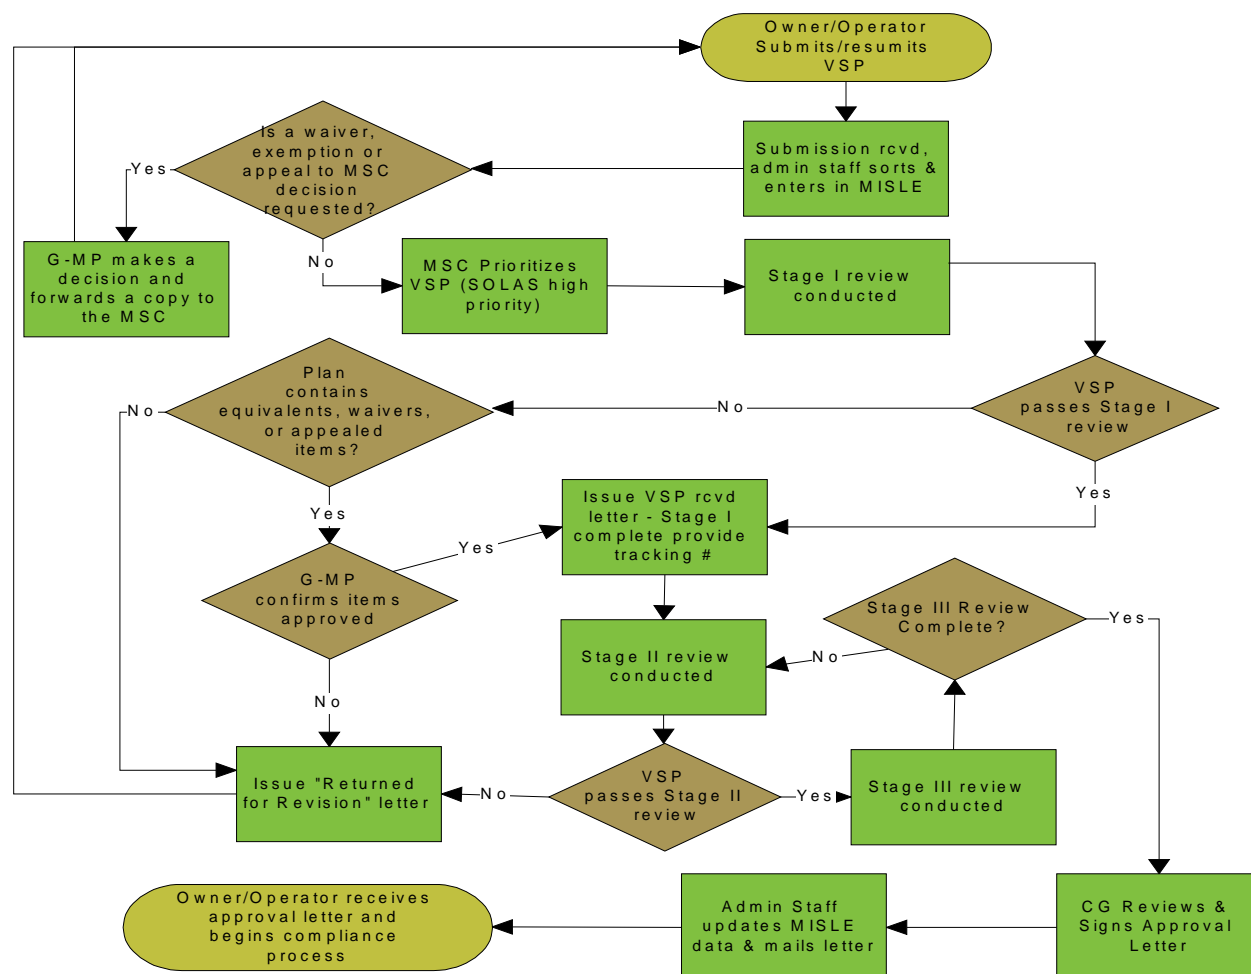 Owner/Operator
Submits/resumits
VSP
Is a waiver,
exemption or
appeal to MSC
decision
requested?
Submission rcvd,
admin staff sorts &
enters in MISLE
Yes
G-MP makes a
decision and
forwards a copy to
the MSC
No
MSC Prioritizes
VSP (SOLAS high
priority)
Stage I review
conducted
Plan
contains
equivalents, waivers,
or appealed
items?
No
No
VSP
passes Stage I
review
Yes
Yes
Issue VSP rcvd
letter - Stage I
complete provide
tracking #
Yes
G-MP
confirms items
approved
Stage II review
conducted
No
Stage III Review
Complete?
Yes
No
Issue "Returned
for Revision" letter
No
VSP
passes Stage II
review
Yes
Stage III review
conducted
Owner/Operator receives
approval letter and
begins compliance
process
Admin Staff
updates MISLE
data & mails letter
CG Reviews &
Signs Approval
Letter